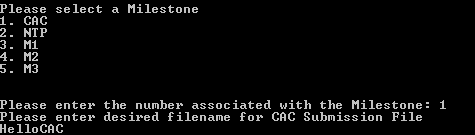 Please select a Milestone
1. CAC
2. NTP
3. M1
4. M2
5. M3
Please enter the number associated with the Milestone: 1
Please enter desired filename for CAC Submission File
HelloCAC